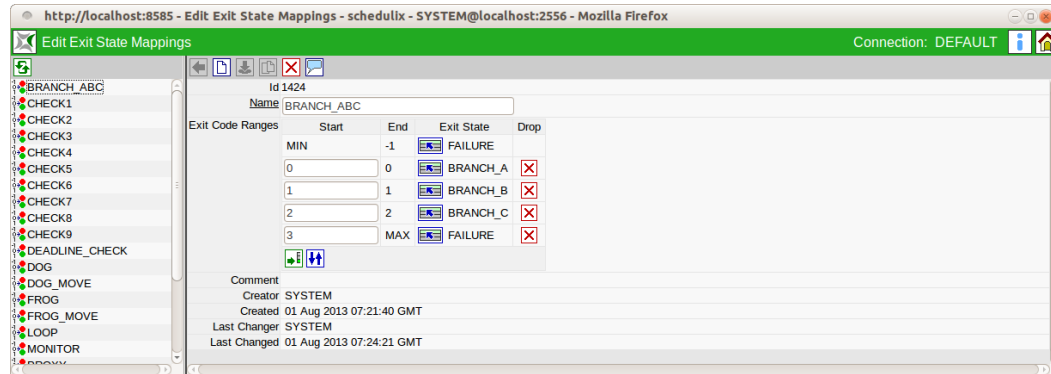 http://localhost:8585 - Edit Exit State Mappings - schedulix - SYSTEM@localhost:2556 - Mozilla Firefox
Edit Exit State Mappings
Connection: DEFAULT
BRANCH_ABC
CHECK1
CHECK2
CHECK3
CHECK4
CHECK5
CHECK6
CHECK7
CHECK8
CHECK9
DEADLINE_CHECK
DOG
DOG_MOVE
FROG
FROG_MOVE
LOOP
MONITOR
PROXY
Id 1424
Name BRANCH_ABC
Exit Code Ranges Start End Exit State Drop
MIN -1 FAILURE
0 0 BRANCH_A
1 1 BRANCH_B
2 2 BRANCH_C
3 MAX FAILURE
Comment
Creator SYSTEM
Created 01 Aug 2013 07:21:40 GMT
Last Changer SYSTEM
Last Changed 01 Aug 2013 07:24:21 GMT